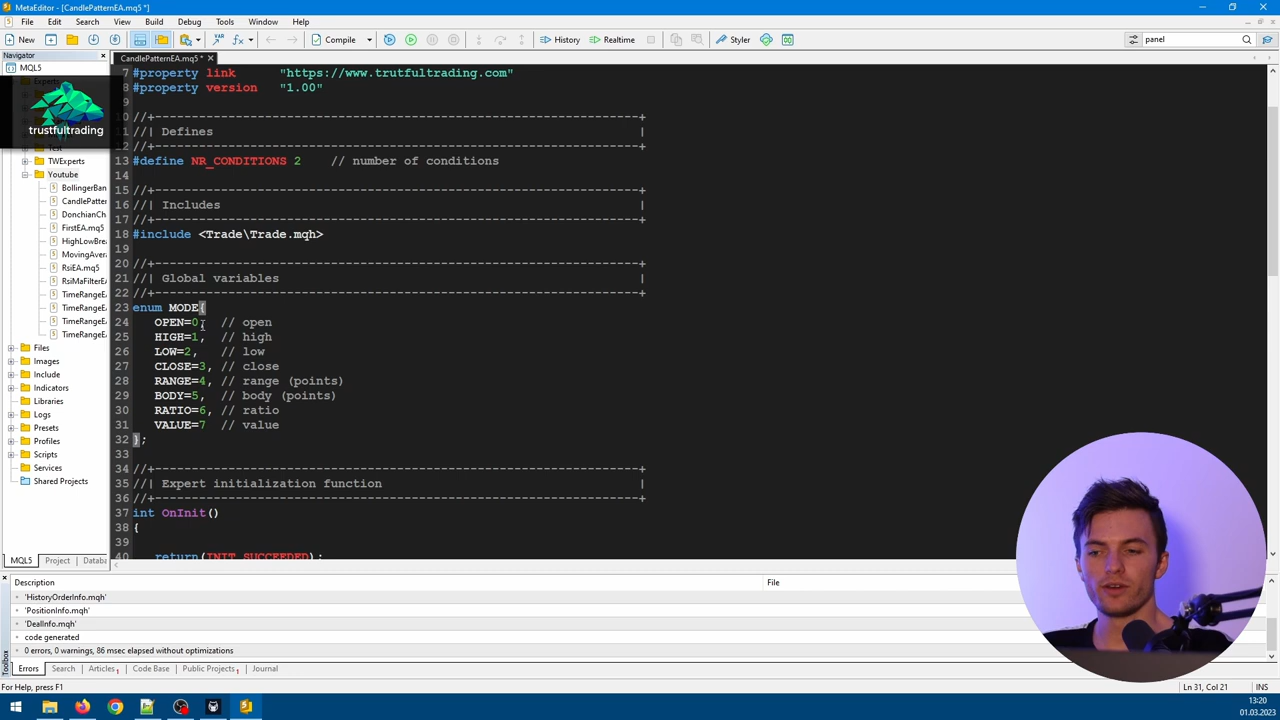 MetaEditor - [CandlePatternEA.mq5 *]
File Edit Search View Build Debug Tools Window Help
New Compile History Realtime Styler panel
Navigator
MQL5
trustfultrading
TWExperts
Youtube
BollingerBan
CandlePatter
DonchianCh
FirstEA.mq5
HighLowBre
MovingAver
RsiEA.mq5
RsiMaFilterE
TimeRangeE
TimeRangeE
TimeRangeE
TimeRangeE
Files
Images
Include
Indicators
Libraries
Logs
Presets
Profiles
Scripts
Services
Shared Projects
MQL5 Project Databa
CandlePatternEA.mq5 *
7 #property link "https://www.trutfultrading.com"
8 #property version "1.00"
9
10 //+------------------------------------------------------------------+
11 //| Defines |
12 //+------------------------------------------------------------------+
13 #define NR_CONDITIONS 2 // number of conditions
14
15 //+------------------------------------------------------------------+
16 //| Includes |
17 //+------------------------------------------------------------------+
18 #include <Trade\Trade.mqh>
19
20 //+------------------------------------------------------------------+
21 //| Global variables |
22 //+------------------------------------------------------------------+
23 enum MODE{
24 OPEN=0, // open
25 HIGH=1, // high
26 LOW=2, // low
27 CLOSE=3, // close
28 RANGE=4, // range (points)
29 BODY=5, // body (points)
30 RATIO=6, // ratio
31 VALUE=7 // value
32 };
33
34 //+------------------------------------------------------------------+
35 //| Expert initialization function |
36 //+------------------------------------------------------------------+
37 int OnInit()
38 {
39
40 return(INIT_SUCCEEDED);
Description File
'HistoryOrderInfo.mqh'
'PositionInfo.mqh'
'DealInfo.mqh'
code generated
0 errors, 0 warnings, 86 msec elapsed without optimizations
Toolbox
Errors Search Articles 1 Code Base Public Projects 1 Journal
For Help, press F1 Ln 31, Col 21 INS
13:20
01.03.2023